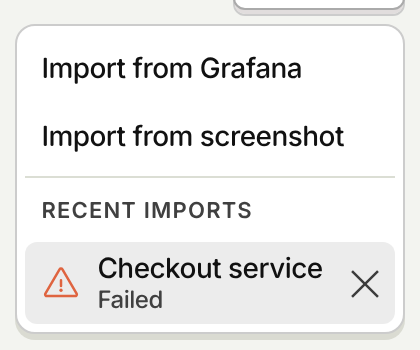 Import from Grafana
Import from screenshot
RECENT IMPORTS
Checkout service
Failed